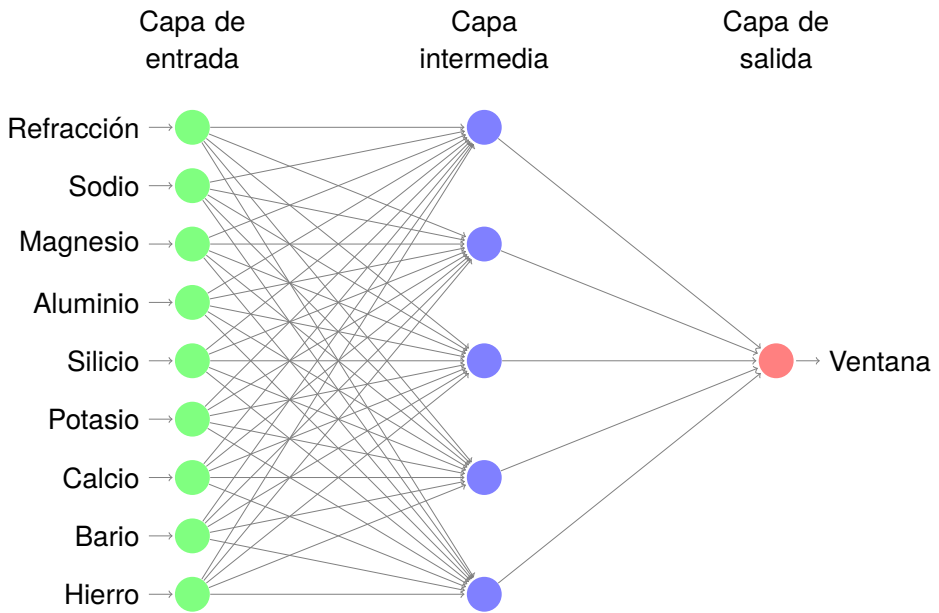 Capa de
entrada
Capa
intermedia
Capa de
salida
Refracción
Sodio
Magnesio
Aluminio
Silicio
Potasio
Calcio
Bario
Hierro
Ventana